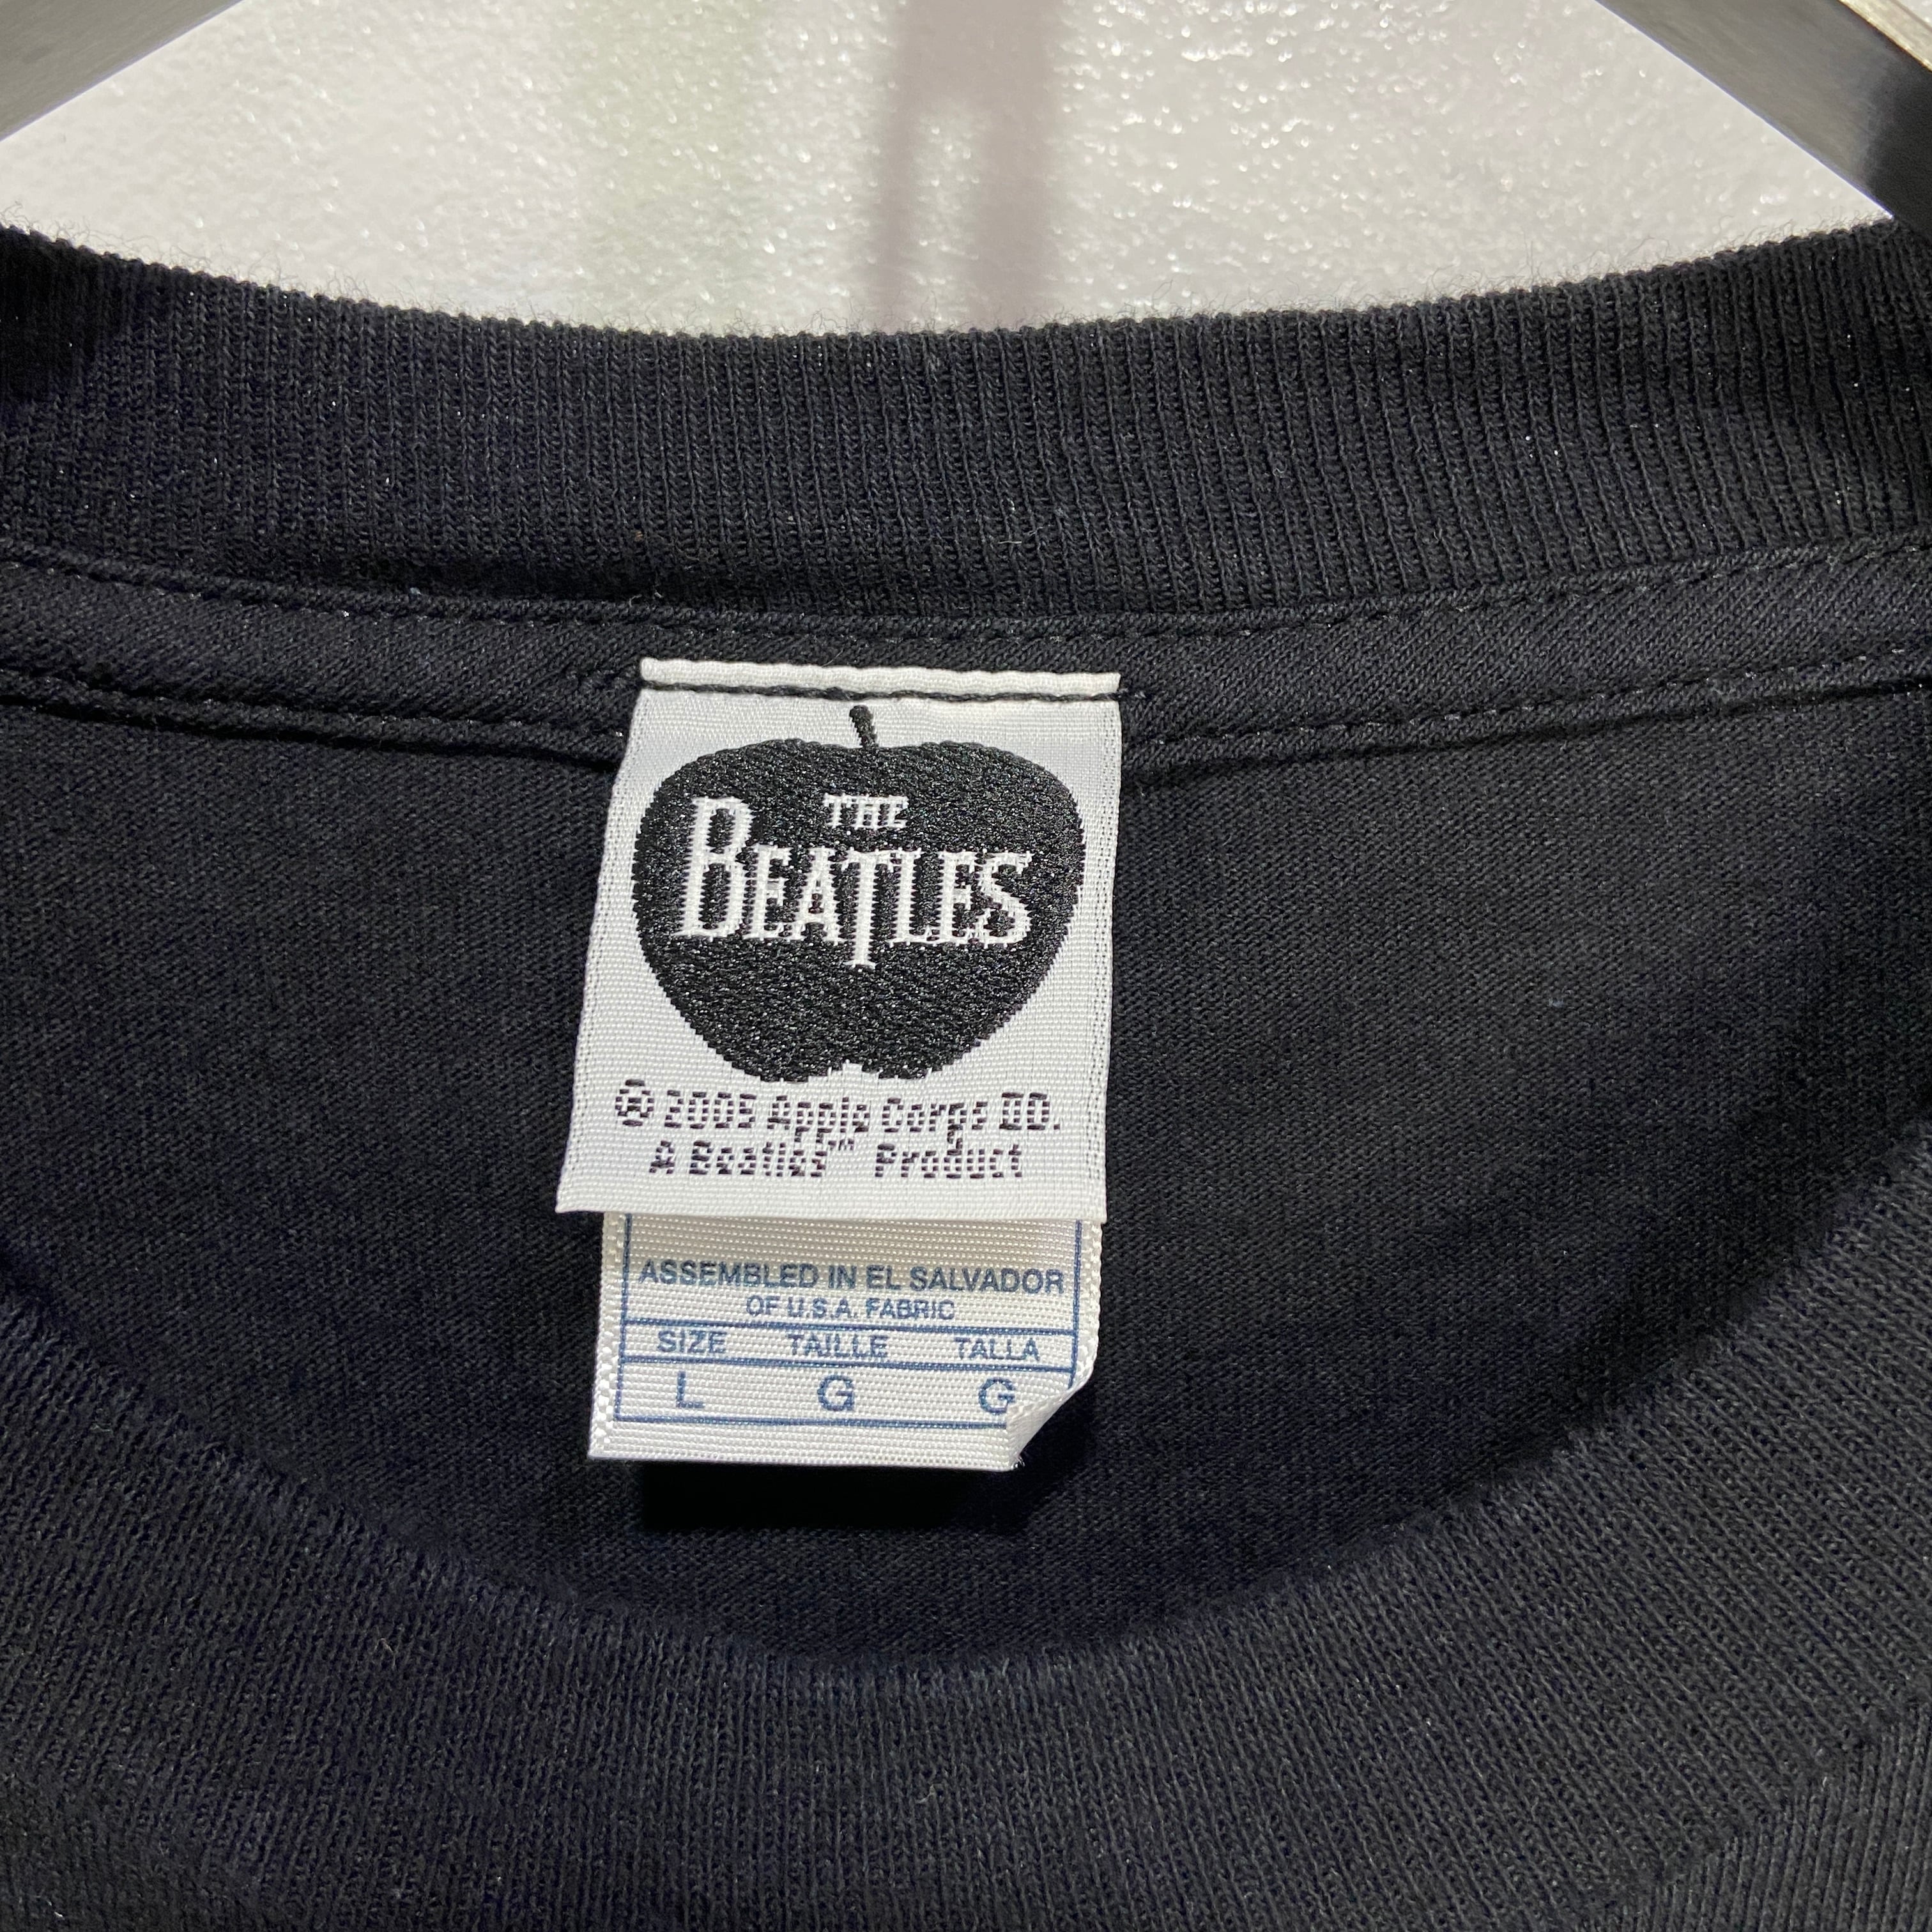 THE
BEATLES
© 2005 Apple Corps LTD.
A Beatles™ Product
ASSEMBLED IN EL SALVADOR
OF U.S.A. FABRIC
SIZE TAILLE TALLA
L G G